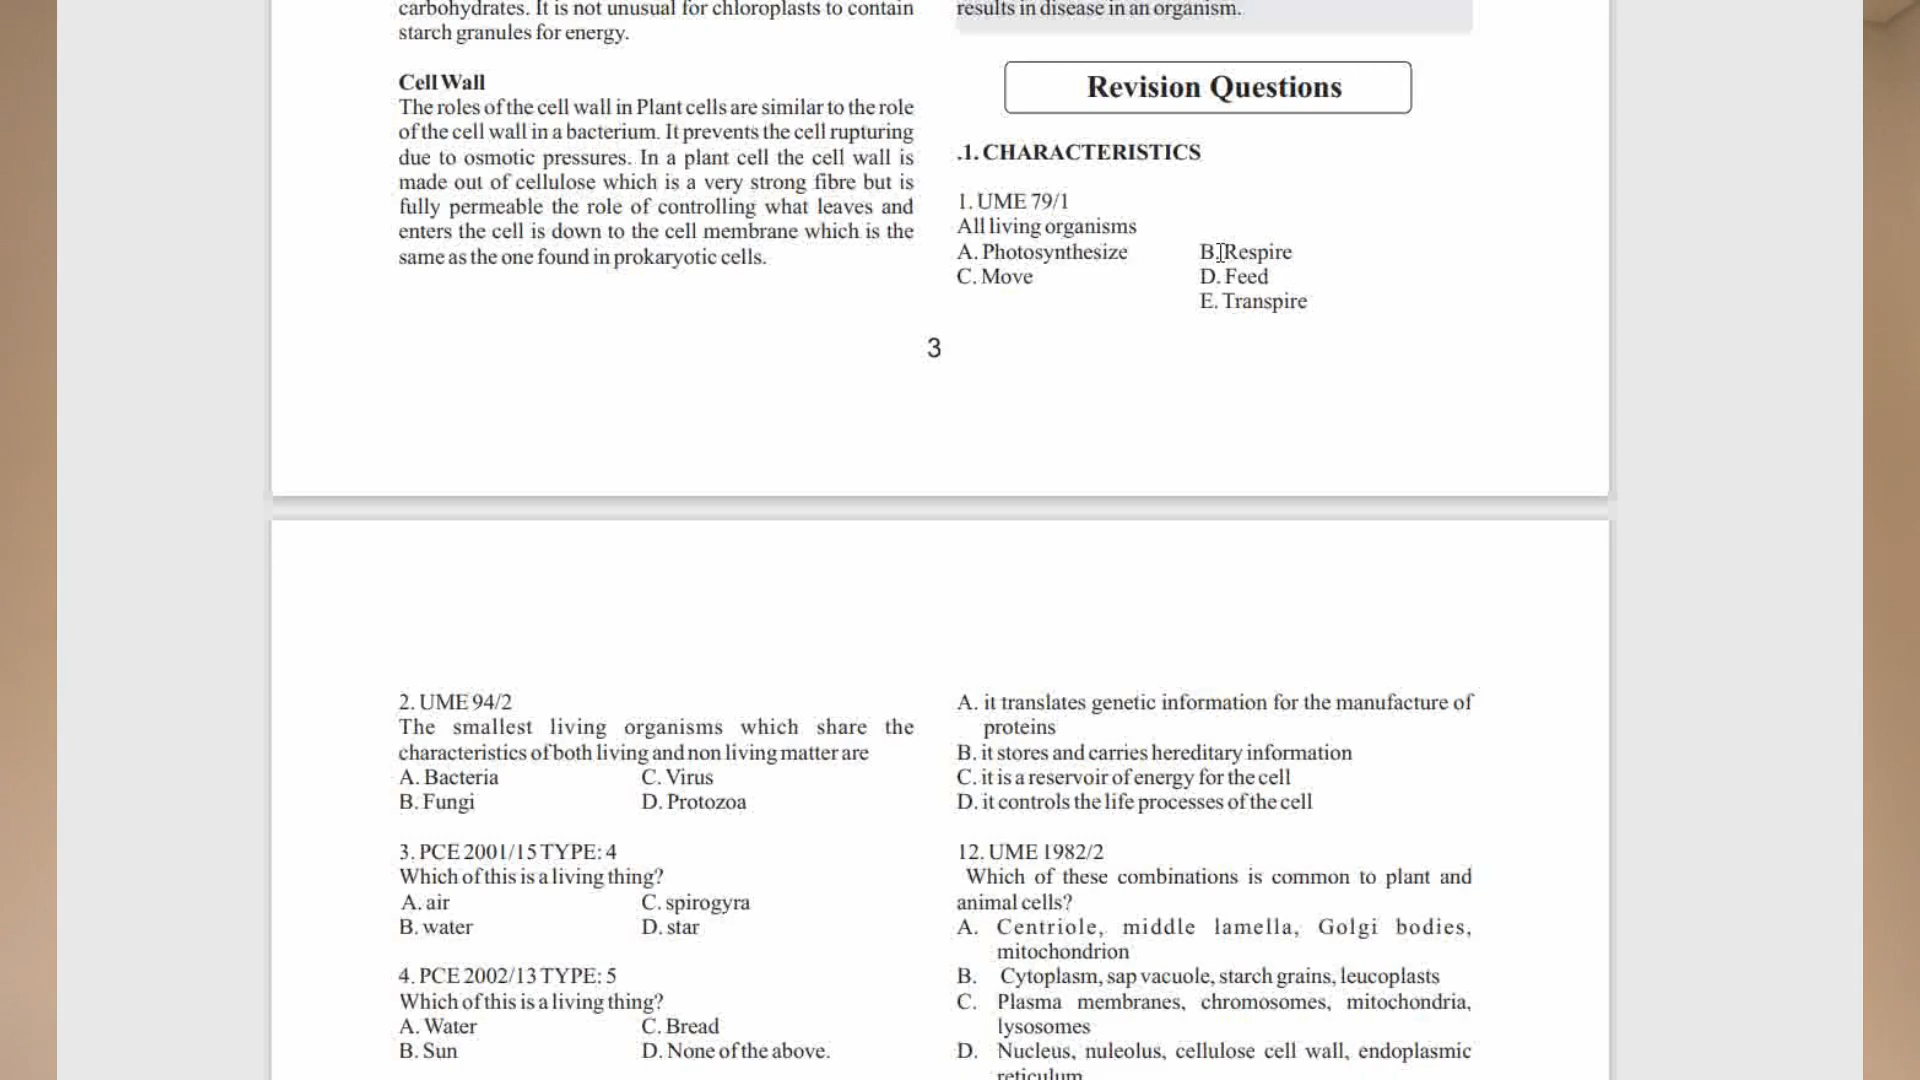 carbohydrates. It is not unusual for chloroplasts to contain
starch granules for energy.
Cell Wall
The roles of the cell wall in Plant cells are similar to the role
of the cell wall in a bacterium. It prevents the cell rupturing
due to osmotic pressures. In a plant cell the cell wall is
made out of cellulose which is a very strong fibre but is
fully permeable the role of controlling what leaves and
enters the cell is down to the cell membrane which is the
same as the one found in prokaryotic cells.
results in disease in an organism.
Revision Questions
.1. CHARACTERISTICS
1. UME 79/1
All living organisms
A. Photosynthesize B. Respire
C. Move D. Feed
E. Transpire
3
2. UME 94/2
The smallest living organisms which share the
characteristics of both living and non living matter are
A. Bacteria C. Virus
B. Fungi D. Protozoa
3. PCE 2001/15 TYPE: 4
Which of this is a living thing?
A. air C. spirogyra
B. water D. star
4. PCE 2002/13 TYPE: 5
Which of this is a living thing?
A. Water C. Bread
B. Sun D. None of the above.
A. it translates genetic information for the manufacture of
proteins
B. it stores and carries hereditary information
C. it is a reservoir of energy for the cell
D. it controls the life processes of the cell
12. UME 1982/2
Which of these combinations is common to plant and
animal cells?
A. Centriole, middle lamella, Golgi bodies,
mitochondrion
B. Cytoplasm, sap vacuole, starch grains, leucoplasts
C. Plasma membranes, chromosomes, mitochondria,
lysosomes
D. Nucleus, nuleolus, cellulose cell wall, endoplasmic
reticulum